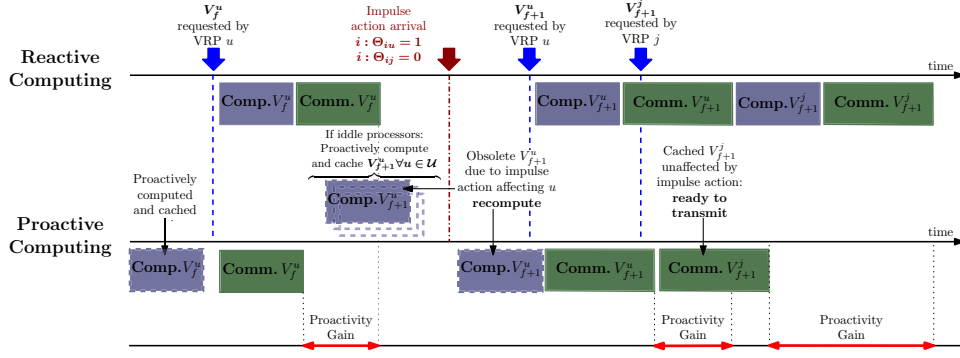 V_f^u
requested by
VRP u
Impulse
action arrival
i : Θ_{iu} = 1
i : Θ_{ij} = 0
V_{f+1}^u
requested by
VRP u
V_{f+1}^j
requested by
VRP j
Reactive
Computing
time
Comp.V_f^u
Comm. V_f^u
Comp.V_{f+1}^u
Comm. V_{f+1}^u
Comp.V_{f+1}^j
Comm. V_{f+1}^j
If iddle processors:
Proactively compute
and cache V_{f+1}^u ∀u ∈ U
Proactively
computed
and cached
Comp.V_{f+1}^u
Obsolete V_{f+1}^u
due to impulse
action affecting u
recompute
Cached V_{f+1}^j
unaffected by
impulse action:
ready to
transmit
Proactive
Computing
time
Comp.V_f^u
Comm. V_f^u
Comp.V_{f+1}^u
Comm. V_{f+1}^u
Comm. V_{f+1}^j
Proactivity
Gain
Proactivity
Gain
Proactivity
Gain